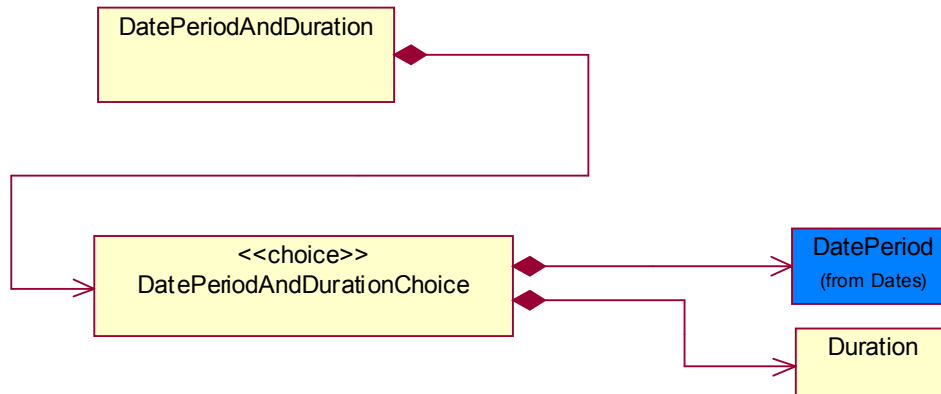 DatePeriodAndDuration
<<choice>>
DatePeriodAndDurationChoice
DatePeriod
(from Dates)
Duration